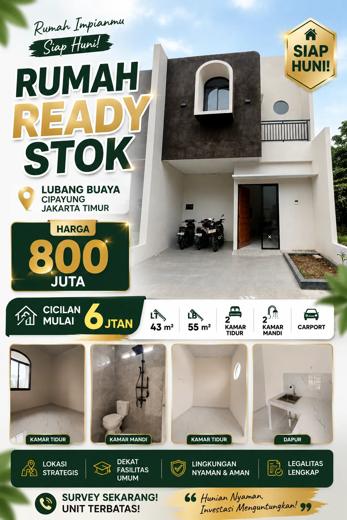 Rumah Impianmu
Siap Huni!
SIAP
HUNI!
RUMAH
READY
STOK
LUBANG BUAYA
CIPAYUNG
JAKARTA TIMUR
HARGA
800
JUTA
CICILAN
MULAI 6 JTAN
LT
43 m²
LB
55 m²
2
KAMAR
TIDUR
2
KAMAR
MANDI
CARPORT
KAMAR TIDUR
KAMAR MANDI
KAMAR TIDUR
DAPUR
LOKASI
STRATEGIS
DEKAT
FASILITAS
UMUM
LINGKUNGAN
NYAMAN & AMAN
LEGALITAS
LENGKAP
SURVEY SEKARANG!
UNIT TERBATAS!
"Hunian Nyaman,
Investasi Menguntungkan!"